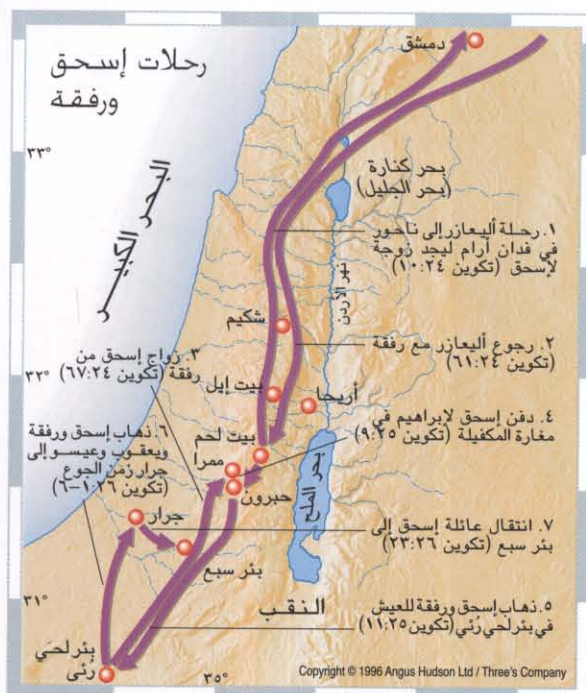 رحلات إسحق
ورفقة
دمشق
٣٣°
البحر الكبير
بحر كنارة
(بحر الجليل)
١. رحلة أليعازر إلى ناحور
في فدان أرام ليجد زوجة
لإسحق (تكوين ١٠:٢٤)
نهر الأردن
شكيم
٢. رجوع أليعازر مع رفقة
(تكوين ٦١:٢٤)
٣. زواج إسحق من
رفقة (تكوين ٦٧:٢٤)
٣٢°
بيت إيل
أريحا
٤. دفن إسحق لإبراهيم في
مغارة المكفيلة (تكوين ٩:٢٥)
بيت لحم
ممرا
حبرون
بحر الملح
٦. ذهاب إسحق ورفقة
ويعقوب وعيسو إلى
جرار زمن الجوع
(تكوين ١:٢٦-٦)
جرار
٧. انتقال عائلة إسحق إلى
بئر سبع (تكوين ٢٣:٢٦)
بئر سبع
٣١°
النقب
٥. ذهاب إسحق ورفقة للعيش
في بئر لحي رُئي (تكوين ١١:٢٥)
بئر لحَي
رُئي
٣٥°
Copyright © 1996 Angus Hudson Ltd / Three's Company